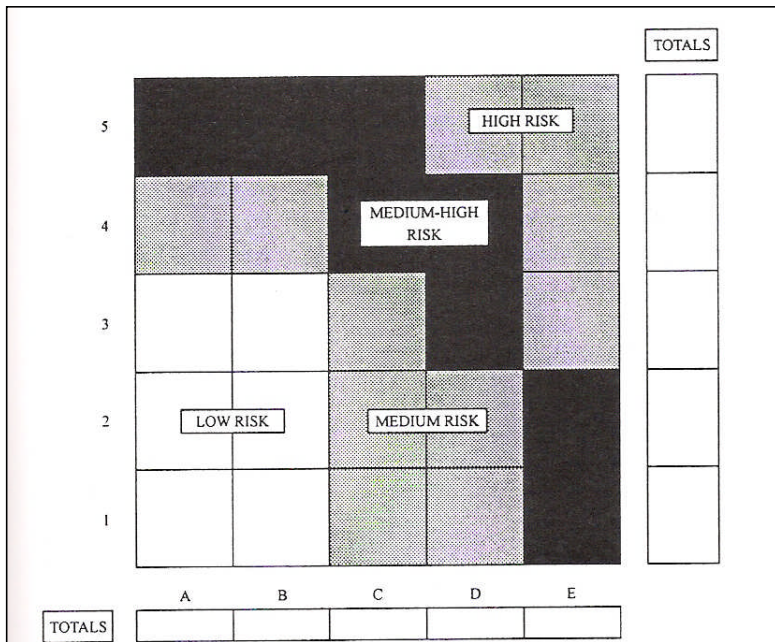 TOTALS
5
HIGH RISK
4
MEDIUM-HIGH
RISK
3
2
LOW RISK
MEDIUM RISK
1
A B C D E
TOTALS